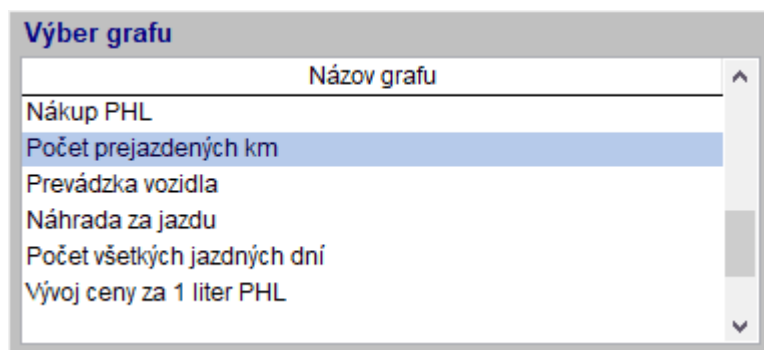 Výber grafu
Názov grafu
Nákup PHL
Počet prejazdených km
Prevádzka vozidla
Náhrada za jazdu
Počet všetkých jazdných dní
Vývoj ceny za 1 liter PHL